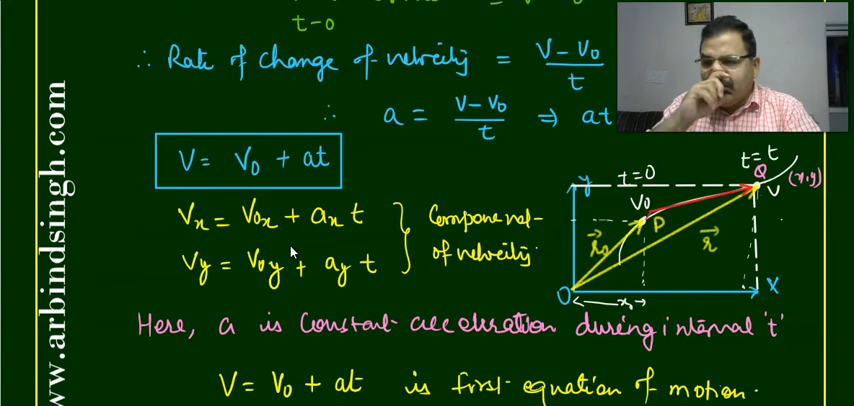 t-0
∴ Rate of change of velocity = V-V0/t
∴ a = V-V0/t ⇒ at
V = V0 + at
Vx = V0x + ax t
Vy = V0y + ay t
Component
of velocity
Here, a is constant acceleration during interval 't'
V = V0 + at is first equation of motion.
t=0
t=t
y
V0
P
Q
(x,y)
V
r0
r
O
x0
X
www.arbindsingh.com